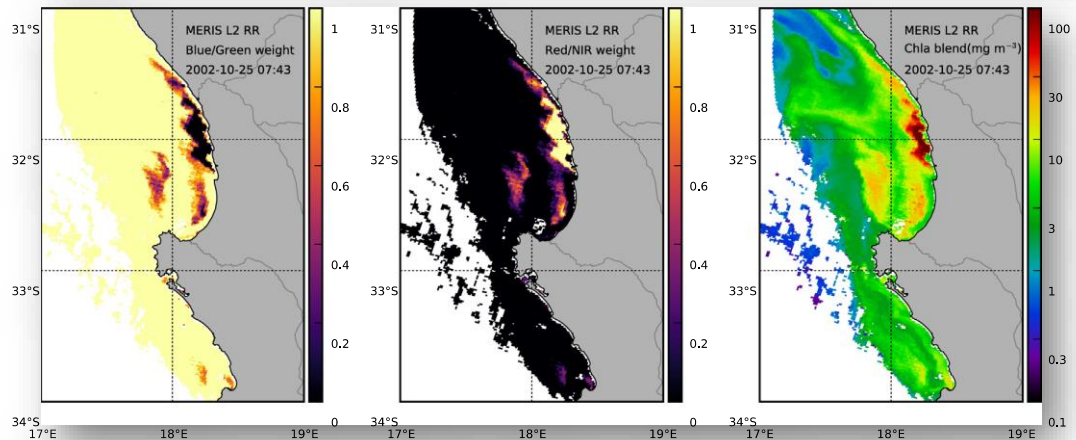 31°S
32°S
33°S
34°S
17°E
18°E
19°E
MERIS L2 RR
Blue/Green weight
2002-10-25 07:43
1
0.8
0.6
0.4
0.2
0
17°E
18°E
19°E
MERIS L2 RR
Red/NIR weight
2002-10-25 07:43
1
0.8
0.6
0.4
0.2
0
31°S
32°S
33°S
34°S
17°E
18°E
19°E
MERIS L2 RR
Chla blend(mg m⁻³)
2002-10-25 07:43
100
30
10
3
1
0.3
0.1
31°S
32°S
33°S
34°S